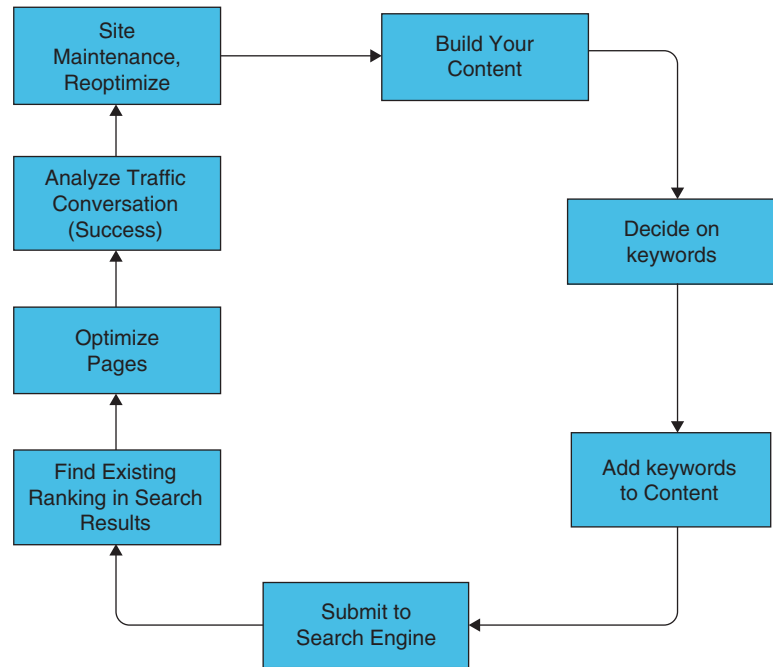 Site
Maintenance,
Reoptimize
Build Your
Content
Analyze Traffic
Conversation
(Success)
Decide on
keywords
Optimize
Pages
Find Existing
Ranking in Search
Results
Add keywords
to Content
Submit to
Search Engine